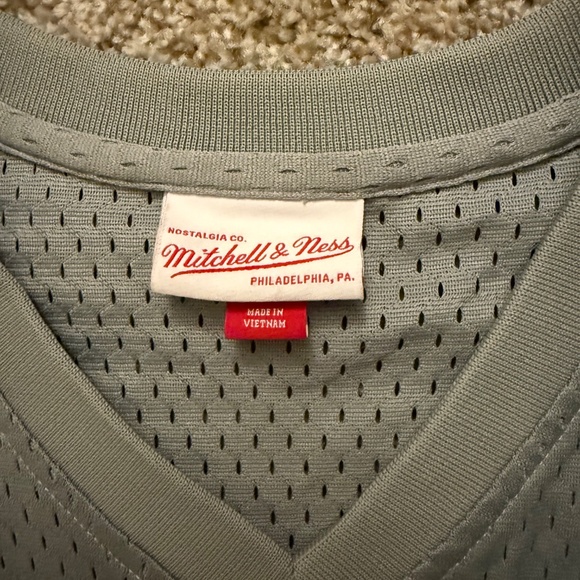 NOSTALGIA CO.
Mitchell & Ness
PHILADELPHIA, PA.
MADE IN
VIETNAM